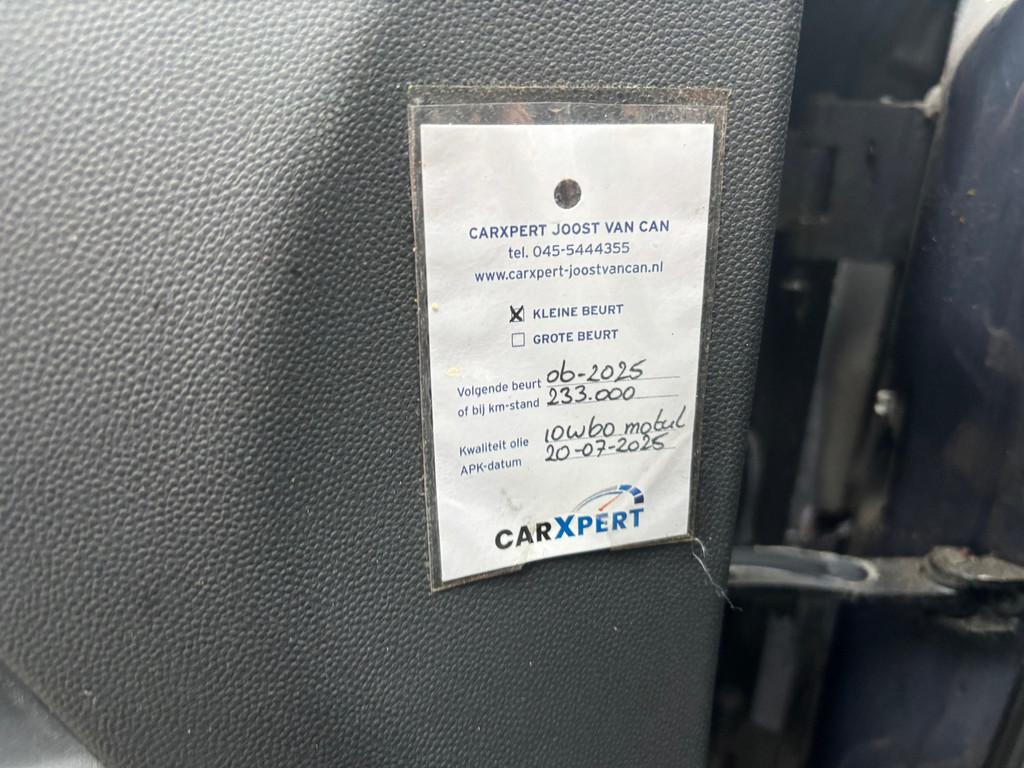 CARXPERT JOOST VAN CAN
tel. 045-5444355
www.carxpert-joostvancan.nl
KLEINE BEURT
GROTE BEURT
Volgende beurt 06-2025
of bij km-stand 233.000
Kwaliteit olie 10w60 motul
APK-datum 20-07-2025
CARXPERT